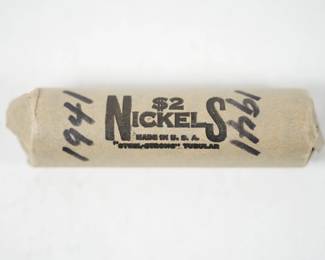 1941
$2
NICKELS
MADE IN U. S. A.
"STEEL-STRONG" TUBULAR
1941